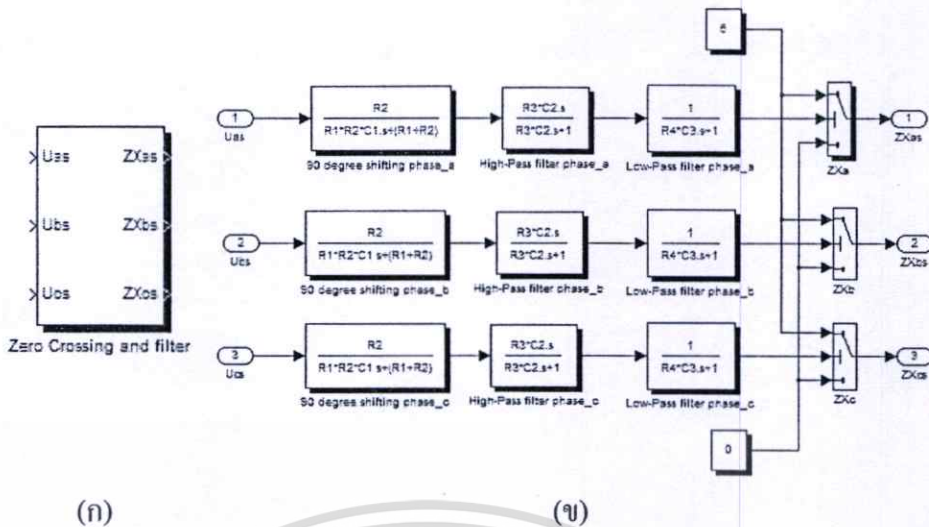 Uas
Ubs
Ucs
ZXas
ZXbs
ZXcs
Zero Crossing and filter
1
Uas
R2
R1*R2*C1.s+(R1+R2)
90 degree shifting phase_a
R3*C2.s
R3*C2.s+1
High-Pass filter phase_a
1
R4*C3.s+1
Low-Pass filter phase_a
ZXa
1
ZXas
2
Ubs
R2
R1*R2*C1.s+(R1+R2)
90 degree shifting phase_b
R3*C2.s
R3*C2.s+1
High-Pass filter phase_b
1
R4*C3.s+1
Low-Pass filter phase_b
ZXb
2
ZXbs
3
Ucs
R2
R1*R2*C1.s+(R1+R2)
90 degree shifting phase_c
R3*C2.s
R3*C2.s+1
High-Pass filter phase_c
1
R4*C3.s+1
Low-Pass filter phase_c
ZXc
3
ZXcs
0
(ก)
(ข)